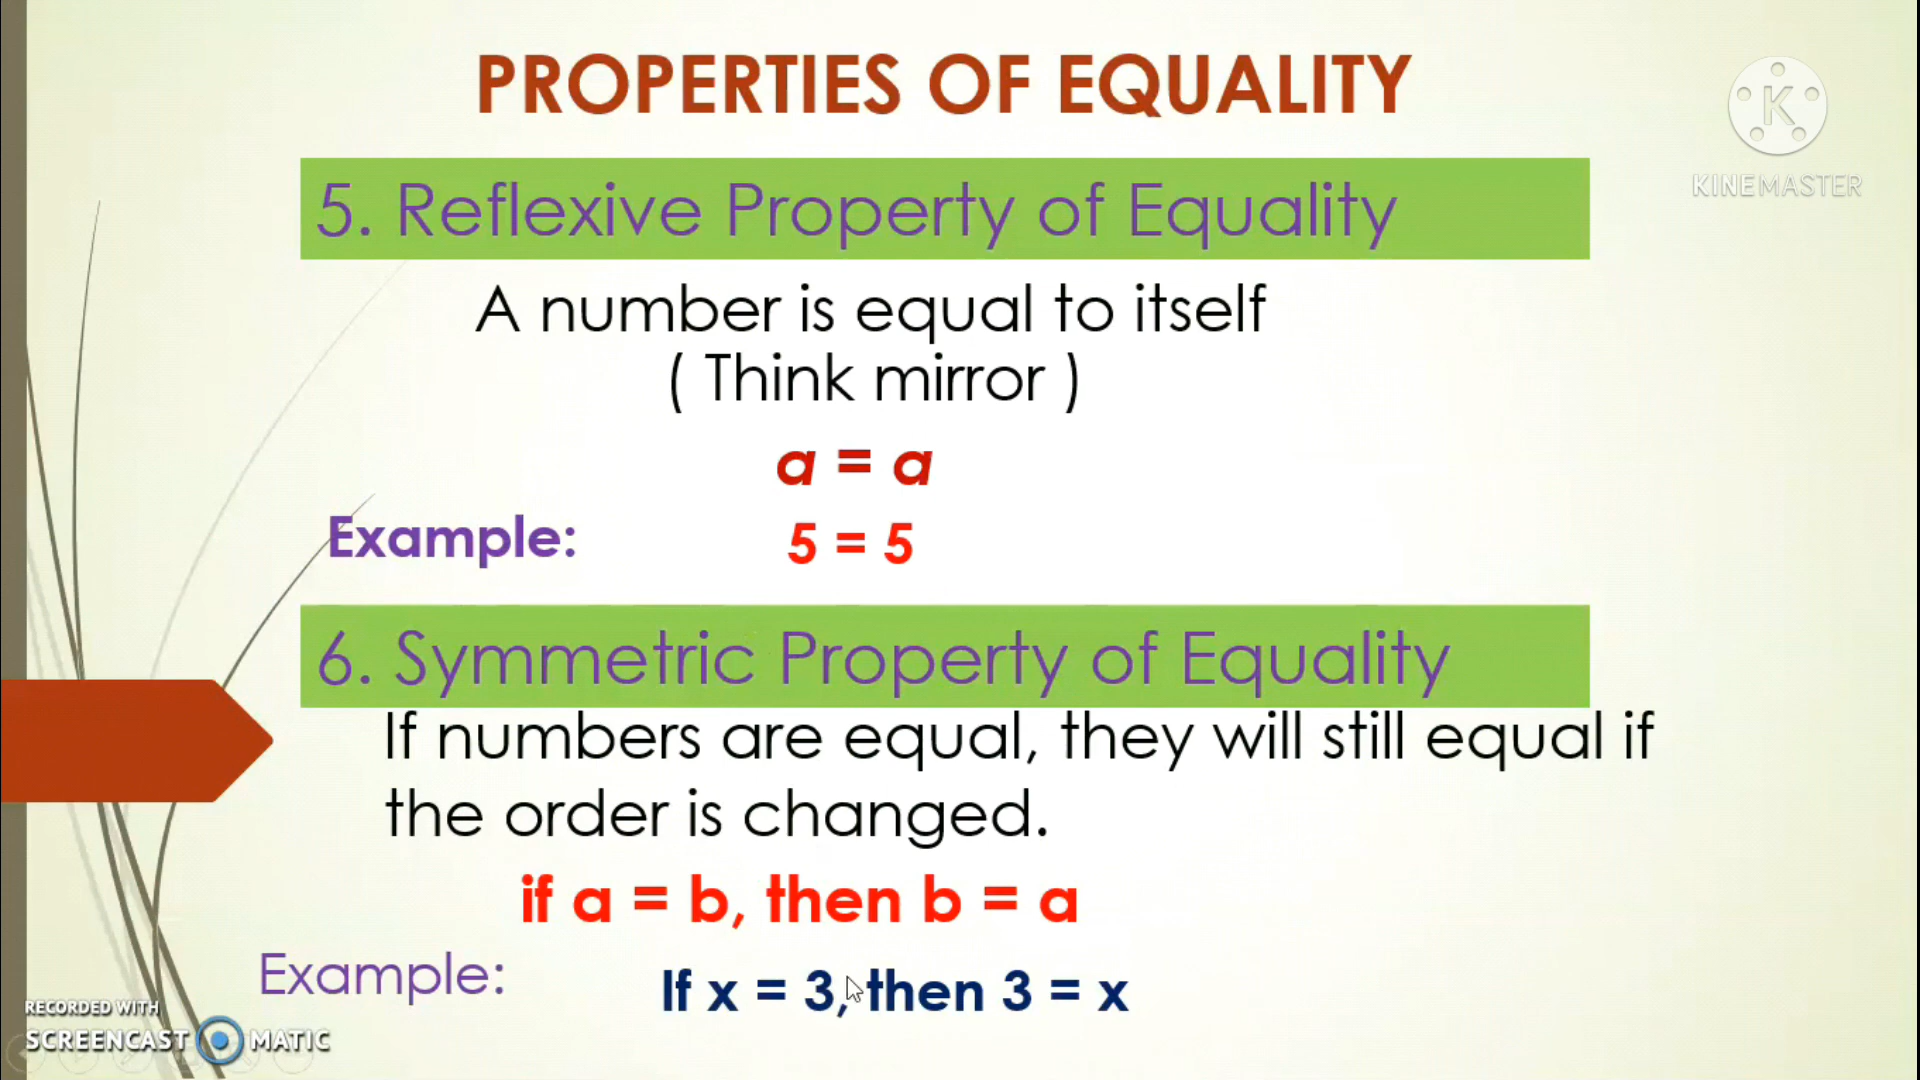 PROPERTIES OF EQUALITY
K
KINEMASTER
5. Reflexive Property of Equality
A number is equal to itself
( Think mirror )
a = a
Example: 5 = 5
6. Symmetric Property of Equality
If numbers are equal, they will still equal if
the order is changed.
if a = b, then b = a
Example: If x = 3, then 3 = x
RECORDED WITH
SCREENCAST MATIC